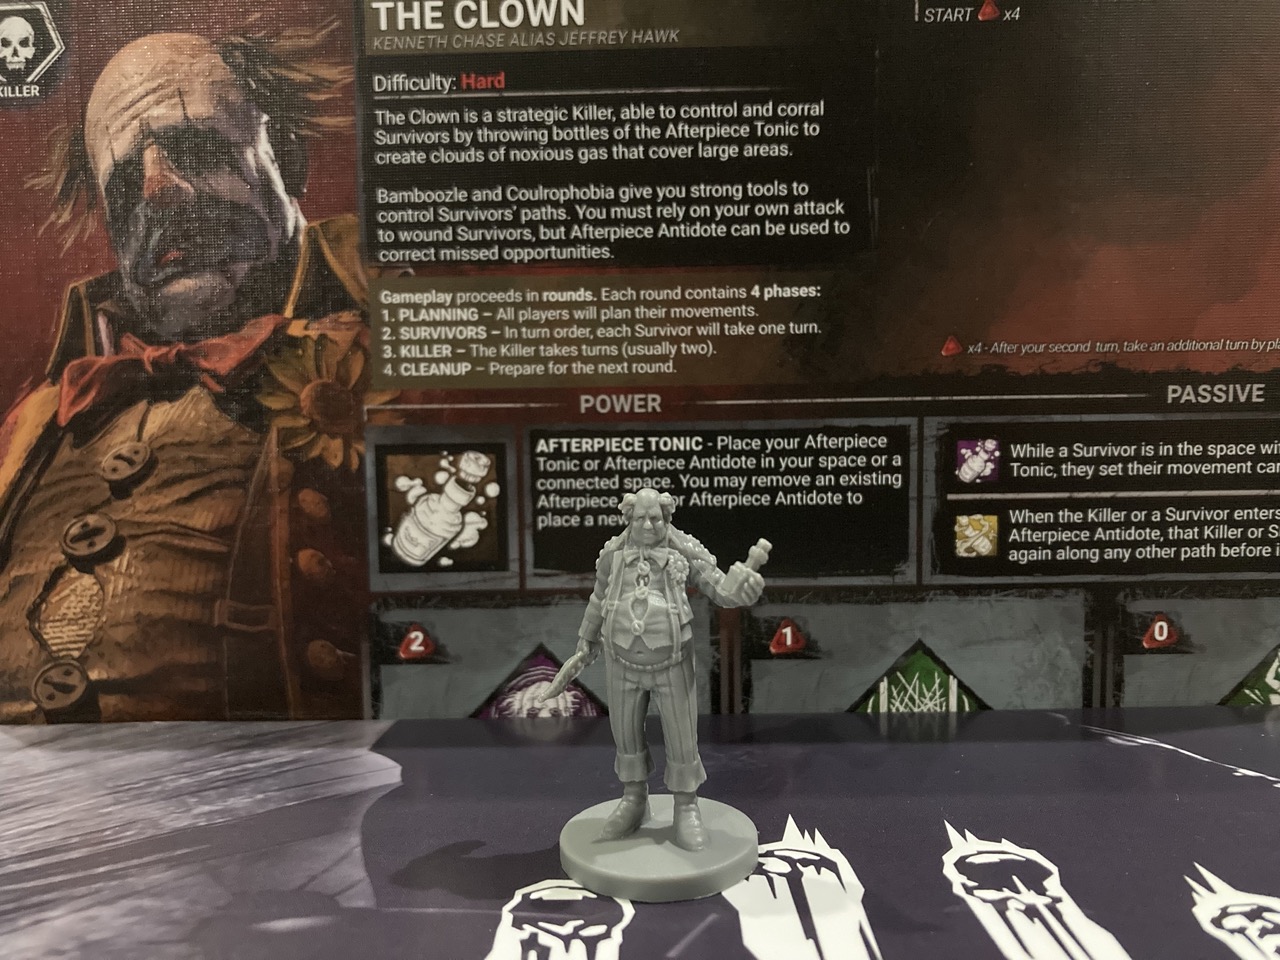 KILLER
THE CLOWN
KENNETH CHASE ALIAS JEFFREY HAWK
Difficulty: Hard
The Clown is a strategic Killer, able to control and corral
Survivors by throwing bottles of the Afterpiece Tonic to
create clouds of noxious gas that cover large areas.
Bamboozle and Coulrophobia give you strong tools to
control Survivors' paths. You must rely on your own attack
to wound Survivors, but Afterpiece Antidote can be used to
correct missed opportunities.
Gameplay proceeds in rounds. Each round contains 4 phases:
1. PLANNING – All players will plan their movements.
2. SURVIVORS – In turn order, each Survivor will take one turn.
3. KILLER – The Killer takes turns (usually two).
4. CLEANUP – Prepare for the next round.
START x4
x4 - After your second turn, take an additional turn by
POWER
AFTERPIECE TONIC - Place your Afterpiece
Tonic or Afterpiece Antidote in your space or a
connected space. You may remove an existing
Afterpiece or Afterpiece Antidote to
place a new
PASSIVE
While a Survivor is in the space
Tonic, they set their movement
When the Killer or a Survivor enters
Afterpiece Antidote, that Killer or
again along any other path before
2
1
0